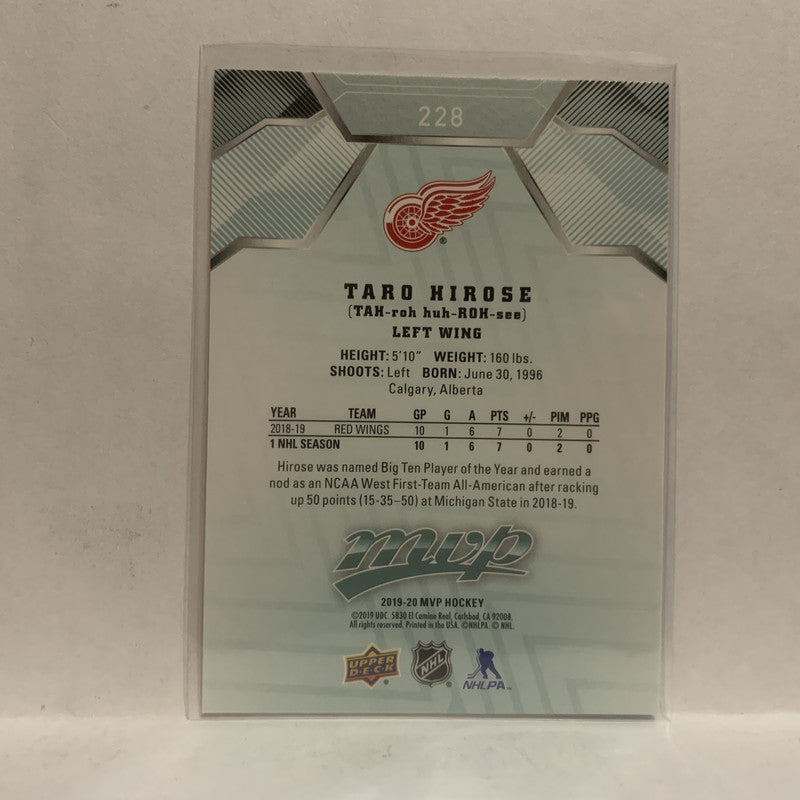 228
TARO HIROSE
(TAH-roh huh-ROH-see)
LEFT WING
HEIGHT: 5'10" WEIGHT: 160 lbs.
SHOOTS: Left BORN: June 30, 1996
Calgary, Alberta
YEAR TEAM GP G A PTS +/- PIM PPG
2018-19 RED WINGS 10 1 6 7 0 2 0
1 NHL SEASON 10 1 6 7 0 2 0
Hirose was named Big Ten Player of the Year and earned a
nod as an NCAA West First-Team All-American after racking
up 50 points (15-35–50) at Michigan State in 2018-19.
mvp
2019-20 MVP HOCKEY
©2019 UDC. 5830 El Camino Real, Carlsbad, CA 92008.
All rights reserved. Printed in the USA. ©NHLPA. © NHL.
UPPER DECK NHL NHLPA